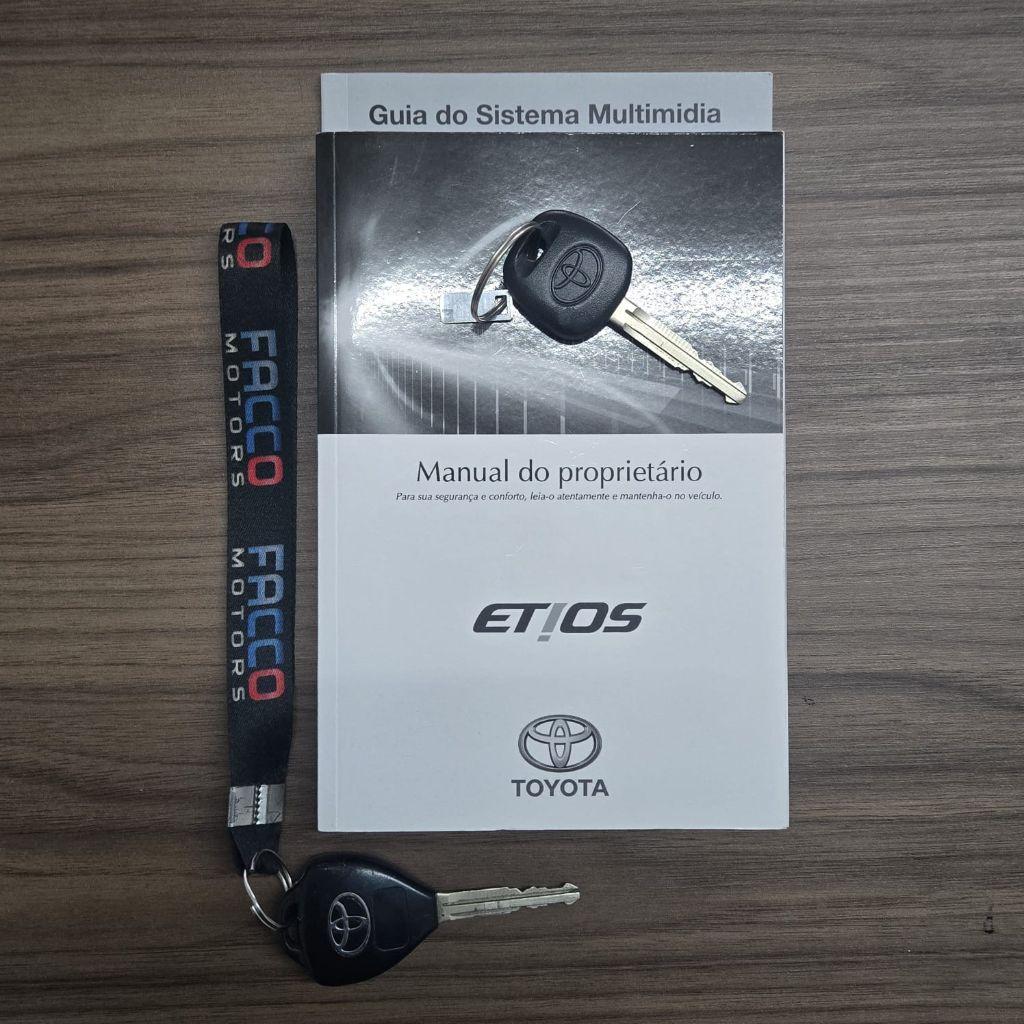 Guia do Sistema Multimidia
Manual do proprietário
Para sua segurança e conforto, leia-o atentamente e mantenha-o no veículo.
ETIOS
TOYOTA
O
RS
FACCO
MOTORS
FACCO
MOTORS